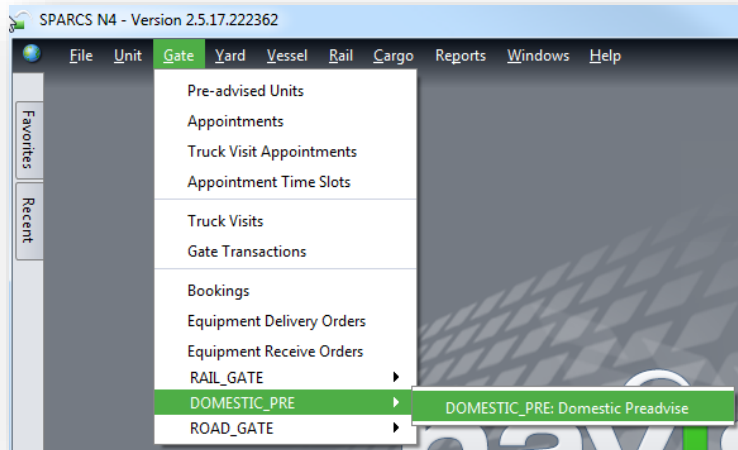 SPARCS N4 - Version 2.5.17.222362
File Unit Gate Yard Vessel Rail Cargo Reports Windows Help
Favorites
Recent
Pre-advised Units
Appointments
Truck Visit Appointments
Appointment Time Slots
Truck Visits
Gate Transactions
Bookings
Equipment Delivery Orders
Equipment Receive Orders
RAIL_GATE
DOMESTIC_PRE
DOMESTIC_PRE: Domestic Preadvise
ROAD_GATE